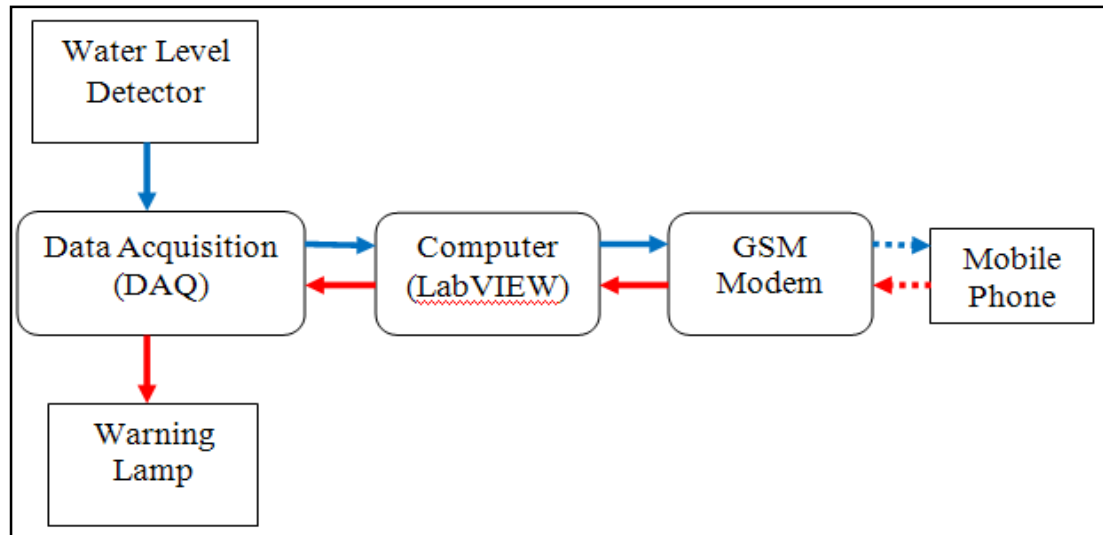 Water Level
Detector
Data Acquisition
(DAQ)
Computer
(LabVIEW)
GSM
Modem
Mobile
Phone
Warning
Lamp